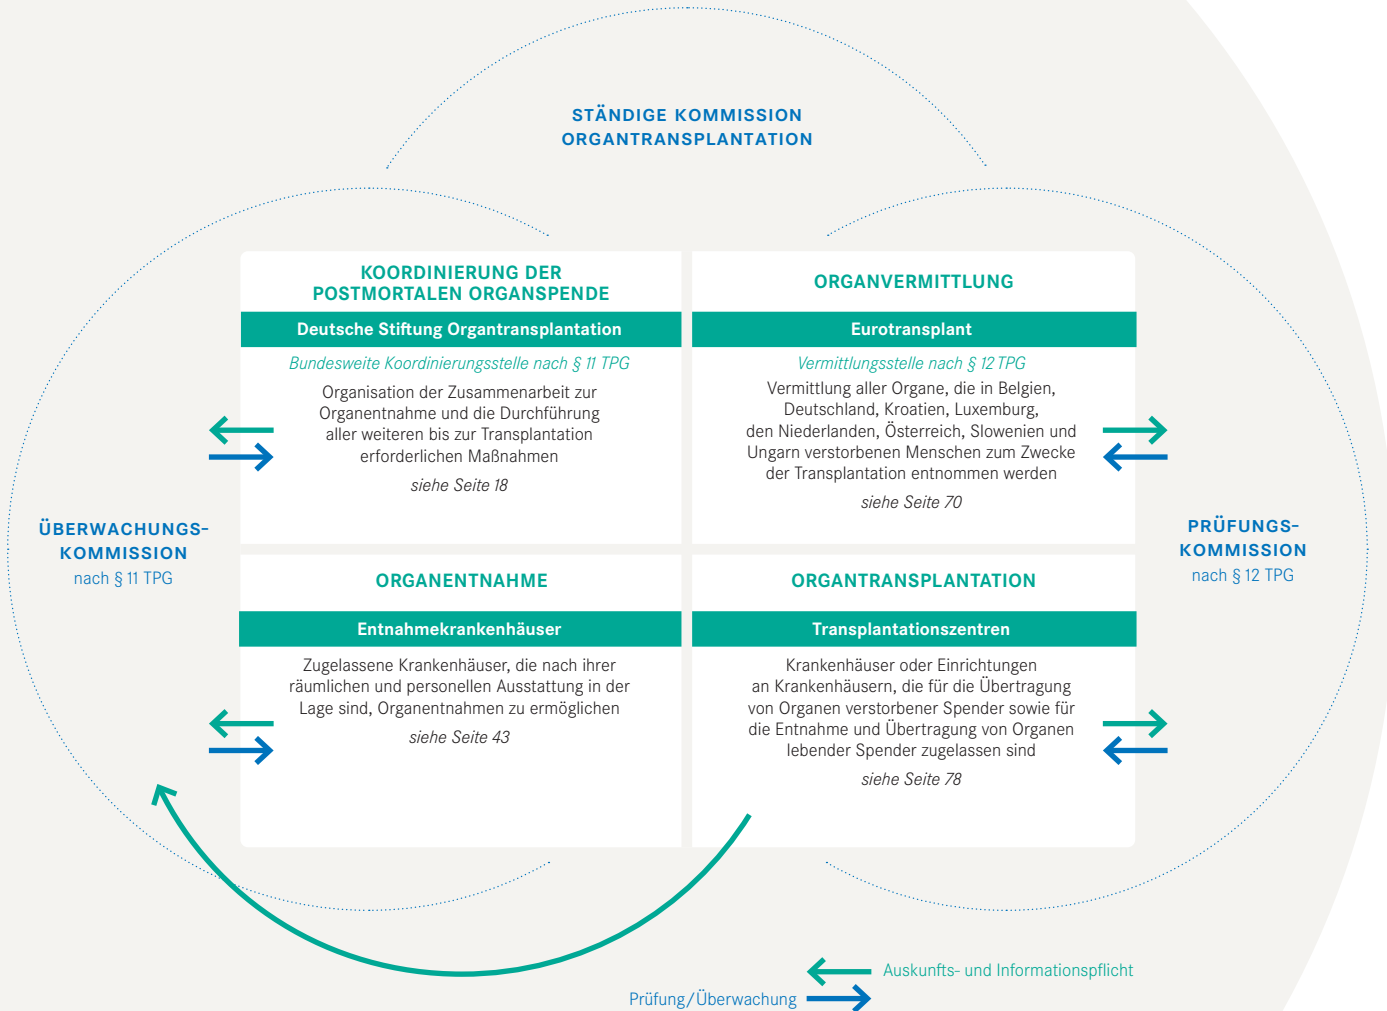 STÄNDIGE KOMMISSION
ORGANTRANSPLANTATION
KOORDINIERUNG DER
POSTMORTALEN ORGANSPENDE
Deutsche Stiftung Organtransplantation
Bundesweite Koordinierungsstelle nach § 11 TPG
Organisation der Zusammenarbeit zur
Organentnahme und die Durchführung
aller weiteren bis zur Transplantation
erforderlichen Maßnahmen
siehe Seite 18
ORGANVERMITTLUNG
Eurotransplant
Vermittlungsstelle nach § 12 TPG
Vermittlung aller Organe, die in Belgien,
Deutschland, Kroatien, Luxemburg,
den Niederlanden, Österreich, Slowenien und
Ungarn verstorbenen Menschen zum Zwecke
der Transplantation entnommen werden
siehe Seite 70
ÜBERWACHUNGS-
KOMMISSION
nach § 11 TPG
PRÜFUNGS-
KOMMISSION
nach § 12 TPG
ORGANENTNAHME
Entnahmekrankenhäuser
Zugelassene Krankenhäuser, die nach ihrer
räumlichen und personellen Ausstattung in der
Lage sind, Organentnahmen zu ermöglichen
siehe Seite 43
ORGANTRANSPLANTATION
Transplantationszentren
Krankenhäuser oder Einrichtungen
an Krankenhäusern, die für die Übertragung
von Organen verstorbener Spender sowie für
die Entnahme und Übertragung von Organen
lebender Spender zugelassen sind
siehe Seite 78
Auskunfts- und Informationspflicht
Prüfung/Überwachung